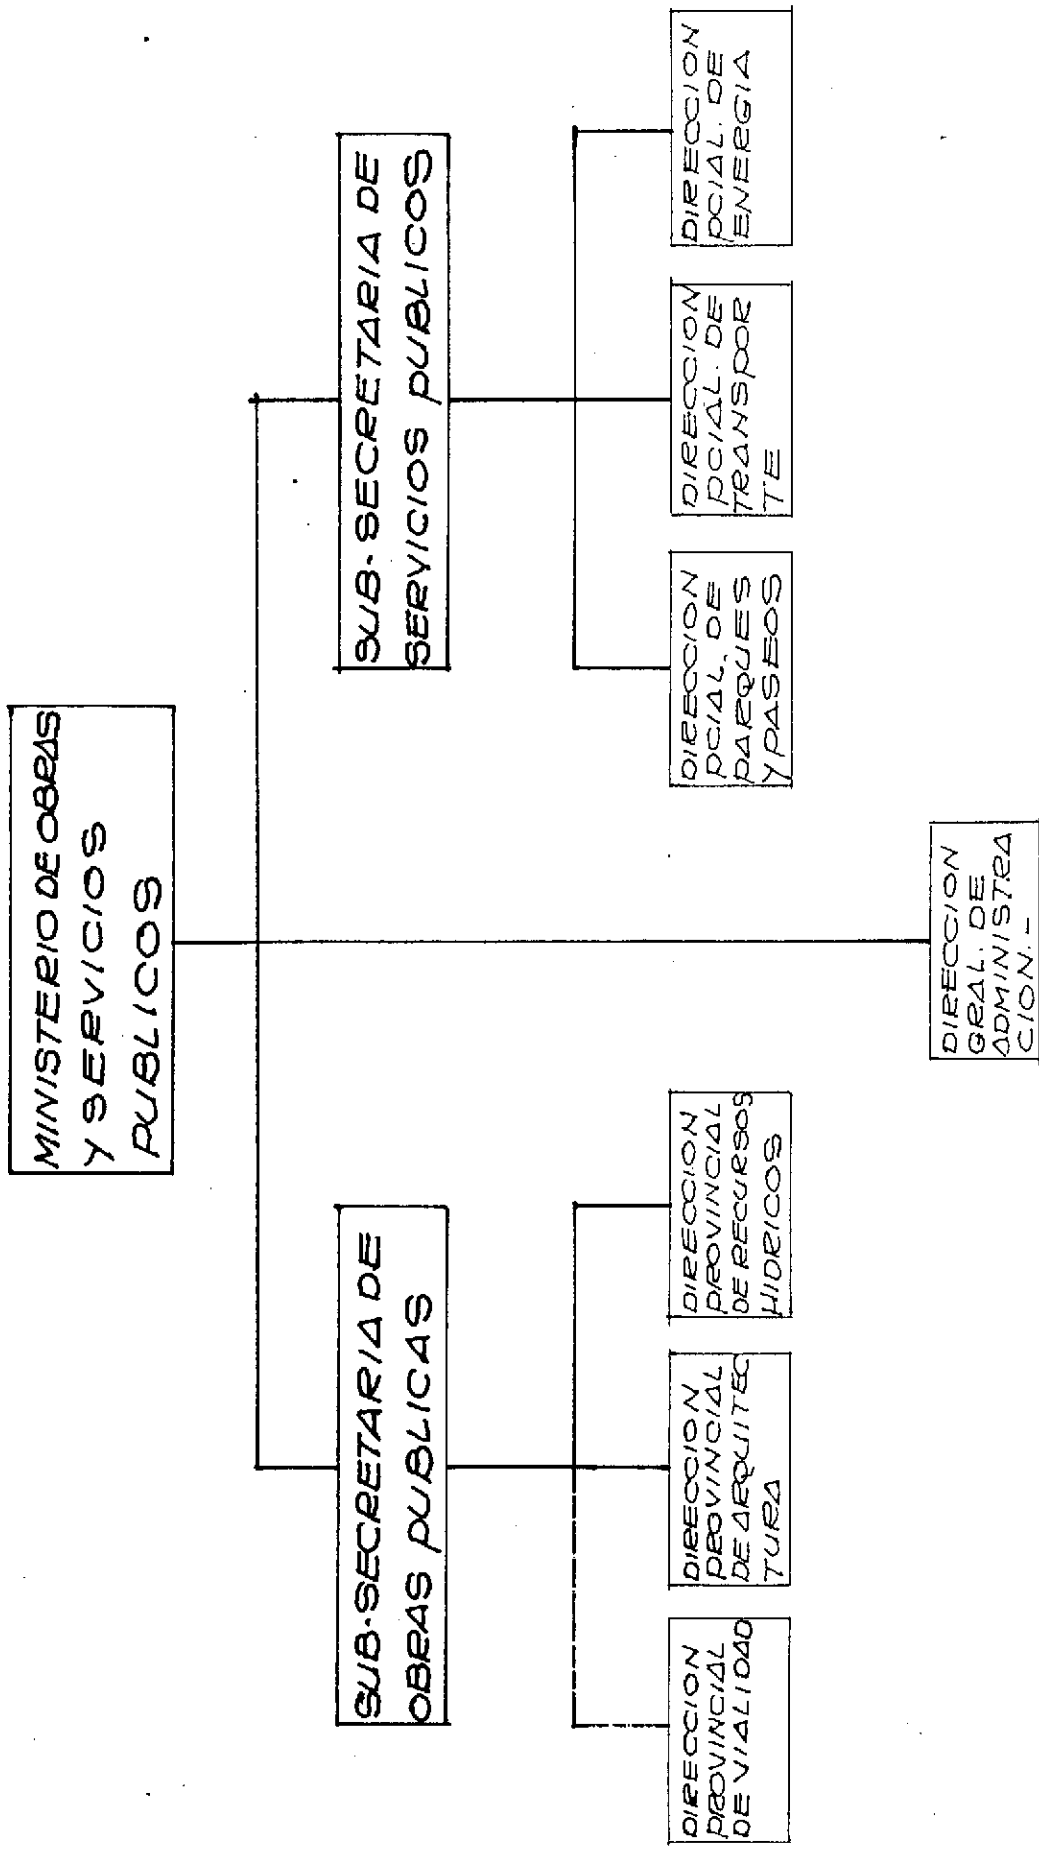 MINISTERIO DE OBRAS
Y SERVICIOS
PUBLICOS
SUB-SECRETARIA DE
OBRAS PUBLICAS
SUB-SECRETARIA DE
SERVICIOS PUBLICOS
DIRECCION
PROVINCIAL
DE VIALIDAD
DIRECCION
PROVINCIAL
DE ARQUITEC
TURA
DIRECCION
PROVINCIAL
DE RECURSOS
HIDRICOS
DIRECCION
PCIAL. DE
PARQUES
Y PASEOS
DIRECCION
PCIAL. DE
TRANSPOR
TE
DIRECCION
PCIAL. DE
ENERGIA
DIRECCION
GRAL. DE
ADMINISTRA
CION.-